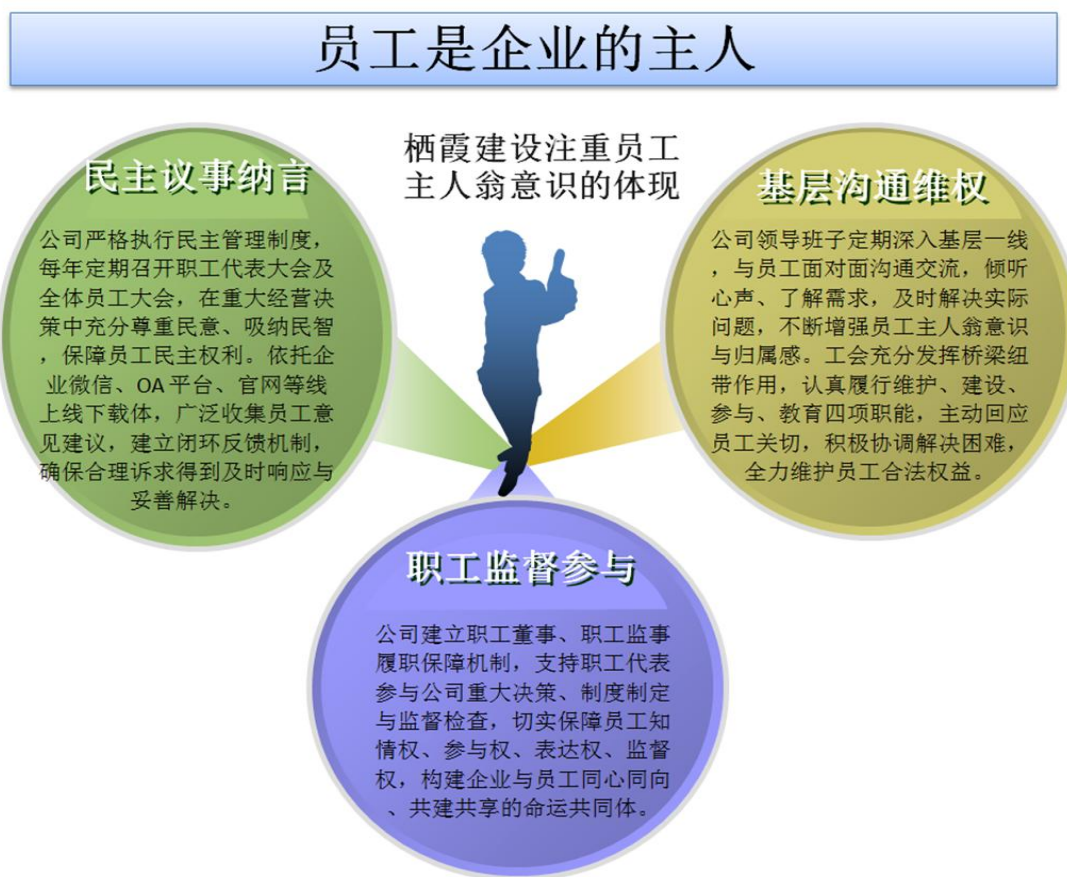 员工是企业的主人
栖霞建设注重员工
主人翁意识的体现
民主议事纳言
公司严格执行民主管理制度，
每年定期召开职工代表大会及
全体员工大会，在重大经营决
策中充分尊重民意、吸纳民智
，保障员工民主权利。依托企
业微信、OA平台、官网等线
上线下载体，广泛收集员工意
见建议，建立闭环反馈机制，
确保合理诉求得到及时响应与
妥善解决。
基层沟通维权
公司领导班子定期深入基层一线
，与员工面对面沟通交流，倾听
心声、了解需求，及时解决实际
问题，不断增强员工主人翁意识
与归属感。工会充分发挥桥梁纽
带作用，认真履行维护、建设、
参与、教育四项职能，主动回应
员工关切，积极协调解决困难，
全力维护员工合法权益。
职工监督参与
公司建立职工董事、职工监事
履职保障机制，支持职工代表
参与公司重大决策、制度制定
与监督检查，切实保障员工知
情权、参与权、表达权、监督
权，构建企业与员工同心同向
、共建共享的命运共同体。